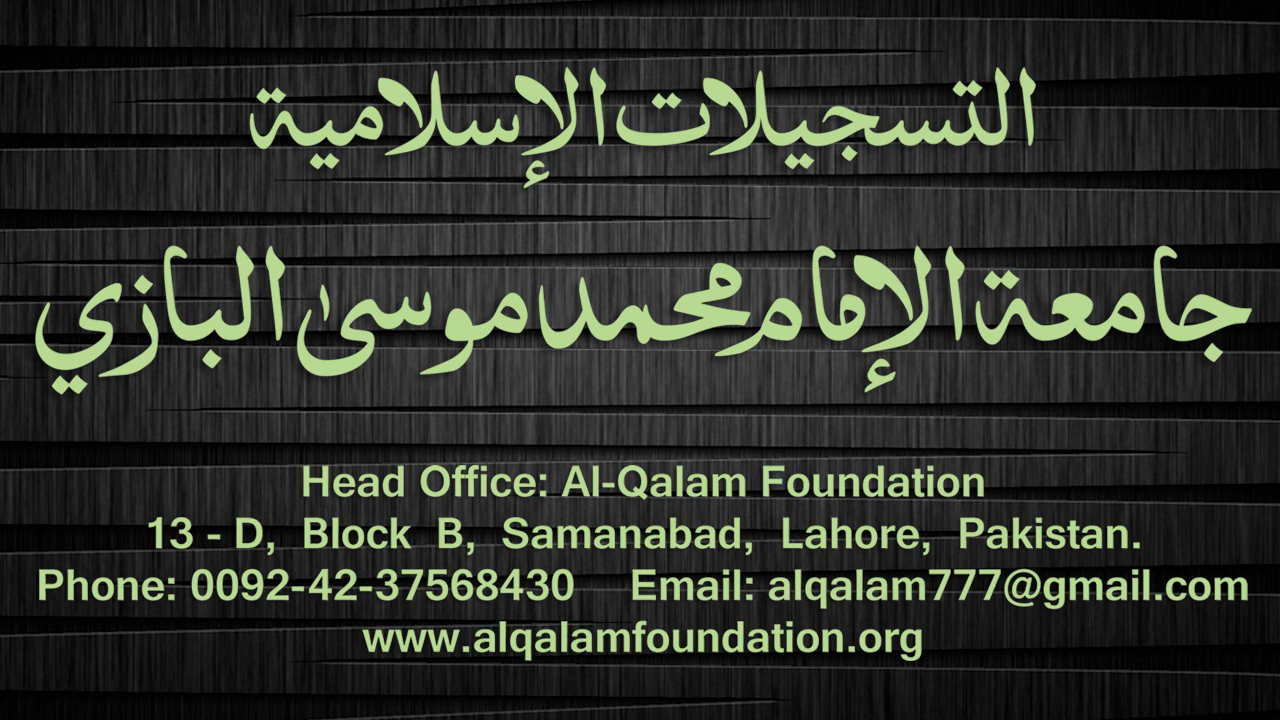 التسجيلات الإسلامية
جامعة الإمام محمد موسىٰ البازي
Head Office: Al-Qalam Foundation
13 - D, Block B, Samanabad, Lahore, Pakistan.
Phone: 0092-42-37568430 Email: alqalam777@gmail.com
www.alqalamfoundation.org